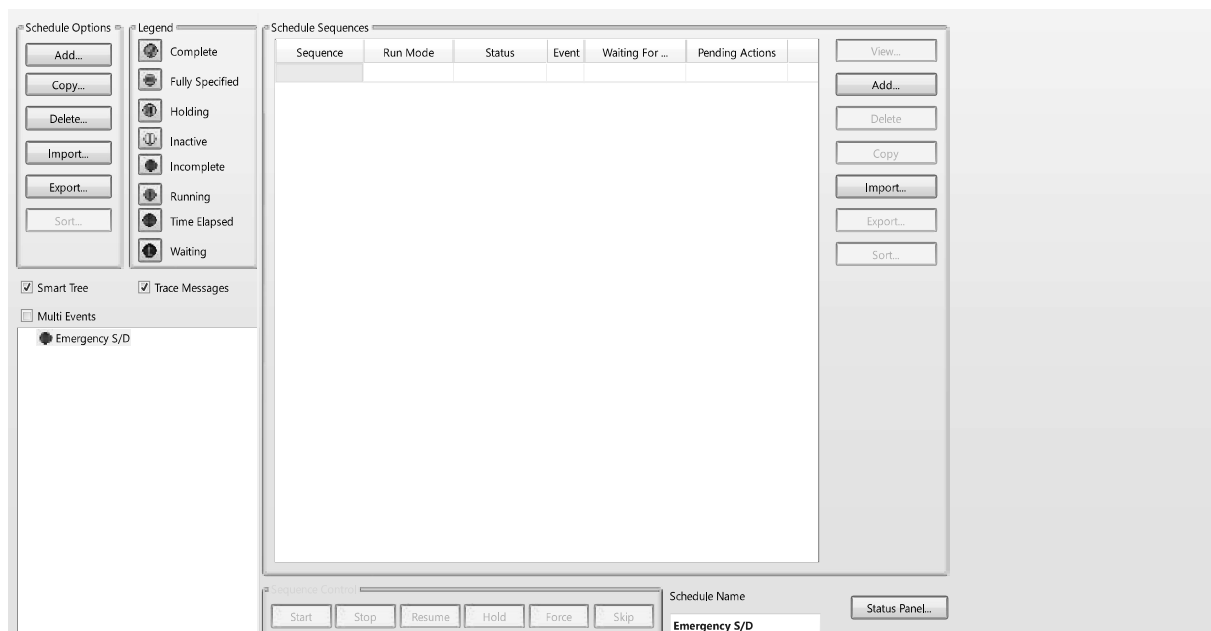 Schedule Options
Add...
Copy...
Delete...
Import...
Export...
Sort...
Legend
Complete
Fully Specified
Holding
Inactive
Incomplete
Running
Time Elapsed
Waiting
Smart Tree
Trace Messages
Multi Events
Emergency S/D
Schedule Sequences
Sequence Run Mode Status Event Waiting For ... Pending Actions
View...
Add...
Delete
Copy
Import...
Export...
Sort...
Sequence Control
Start Stop Resume Hold Force Skip
Schedule Name
Emergency S/D
Status Panel...